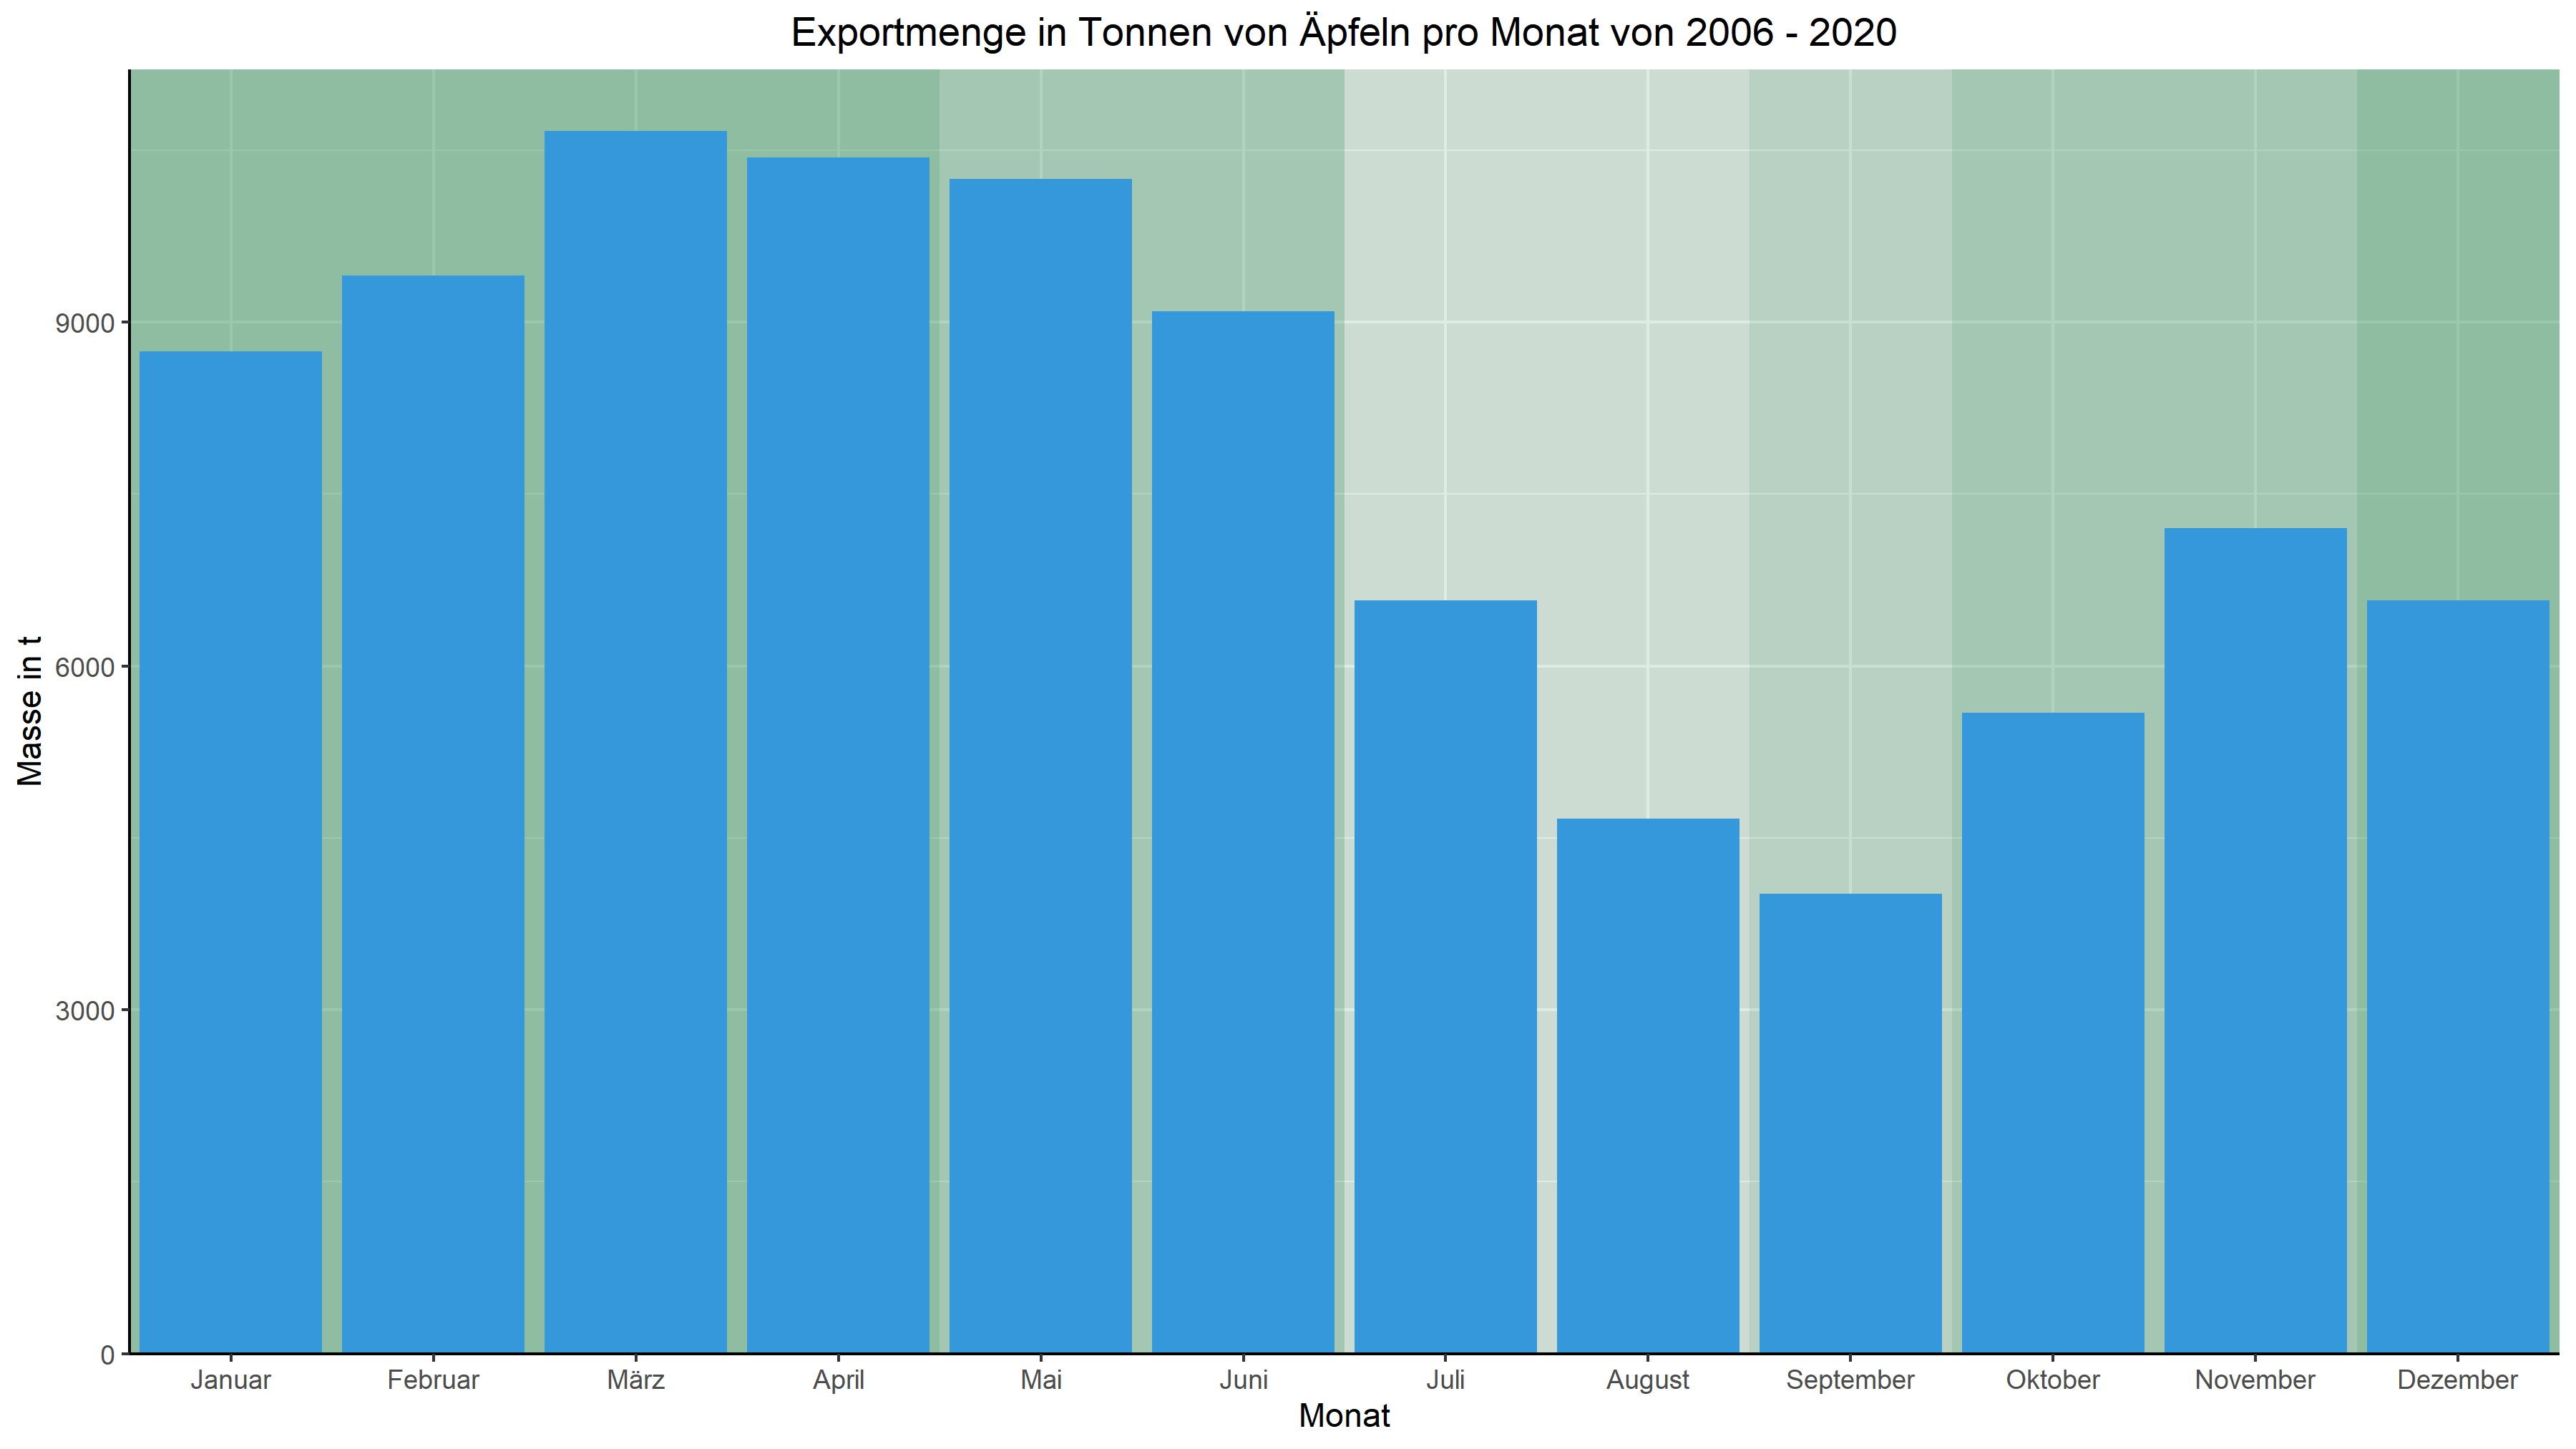 Exportmenge in Tonnen von Äpfeln pro Monat von 2006 - 2020
Masse in t
9000
6000
3000
0
Januar Februar März April Mai Juni Juli August September Oktober November Dezember
Monat